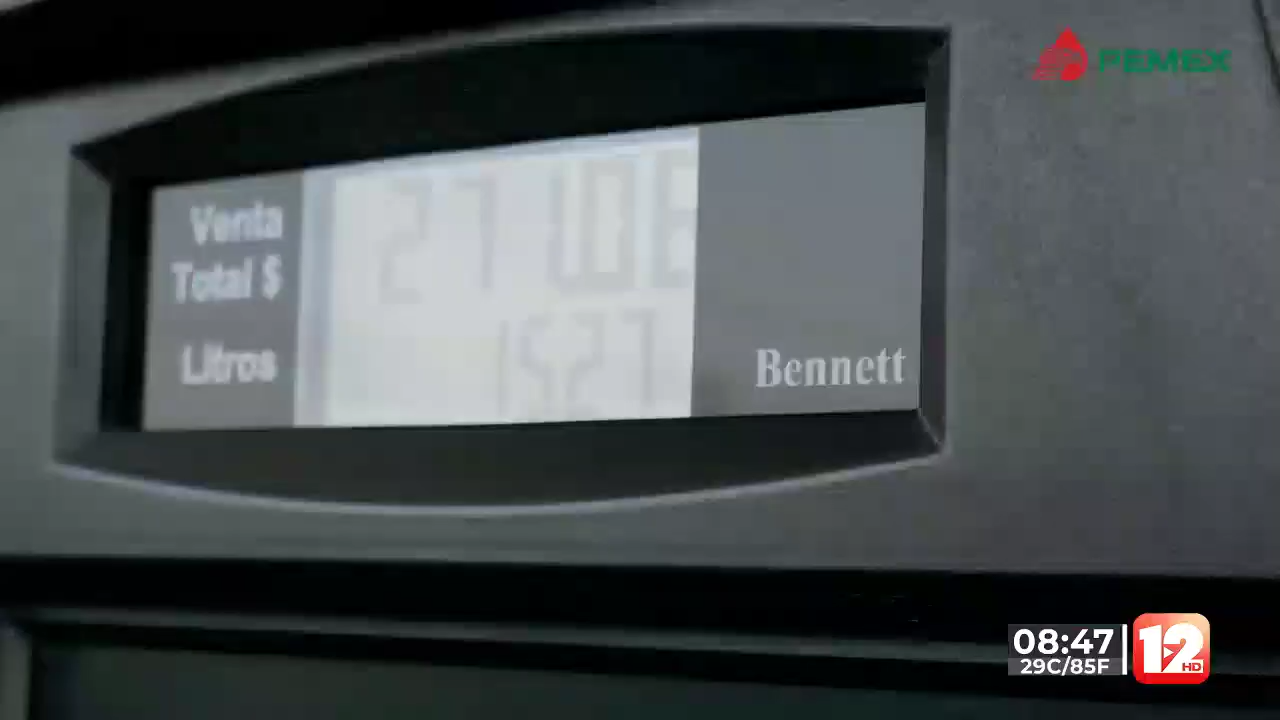 PEMEX
Venta
Total $
Litros
Bennett
08:47
29C/85F
12
HD